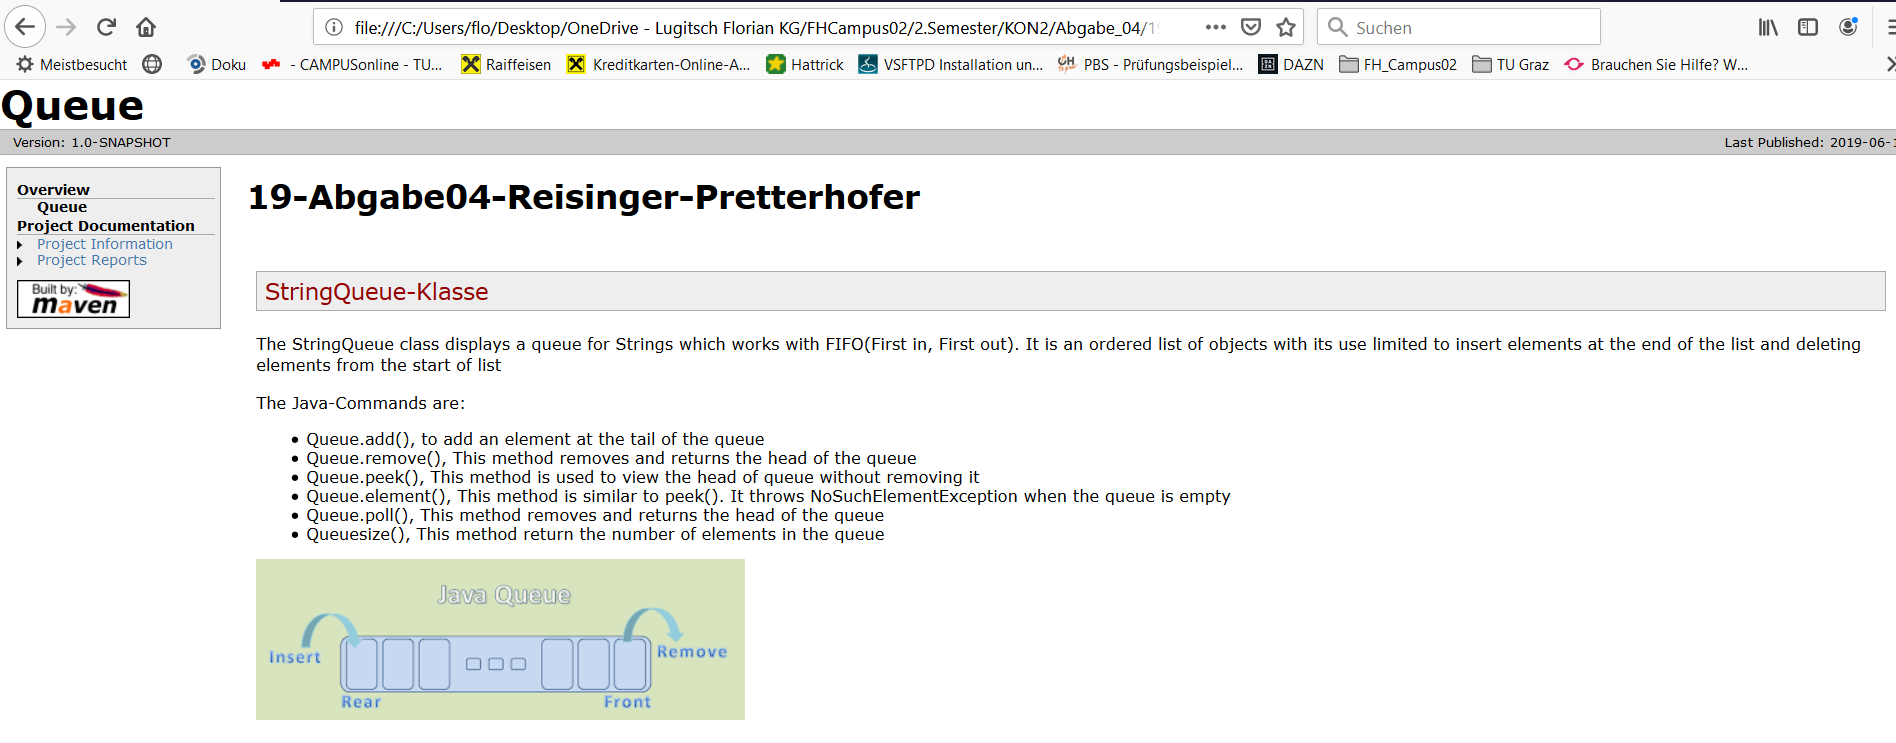 file:///C:/Users/flo/Desktop/OneDrive - Lugitsch Florian KG/FHCampus02/2.Semester/KON2/Abgabe_04/19
Suchen
Meistbesucht Doku - CAMPUSonline - TU... Raiffeisen Kreditkarten-Online-A... Hattrick VSFTPD Installation un... PBS - Prüfungsbeispiel... DAZN FH_Campus02 TU Graz Brauchen Sie Hilfe? W...
Queue
Version: 1.0-SNAPSHOT
Last Published: 2019-06-1
Overview
Queue
Project Documentation
Project Information
Project Reports
Built by:
maven
19-Abgabe04-Reisinger-Pretterhofer
StringQueue-Klasse
The StringQueue class displays a queue for Strings which works with FIFO(First in, First out). It is an ordered list of objects with its use limited to insert elements at the end of the list and deleting
elements from the start of list
The Java-Commands are:
• Queue.add(), to add an element at the tail of the queue
• Queue.remove(), This method removes and returns the head of the queue
• Queue.peek(), This method is used to view the head of queue without removing it
• Queue.element(), This method is similar to peek(). It throws NoSuchElementException when the queue is empty
• Queue.poll(), This method removes and returns the head of the queue
• Queuesize(), This method return the number of elements in the queue
Java Queue
Insert
Remove
Rear
Front